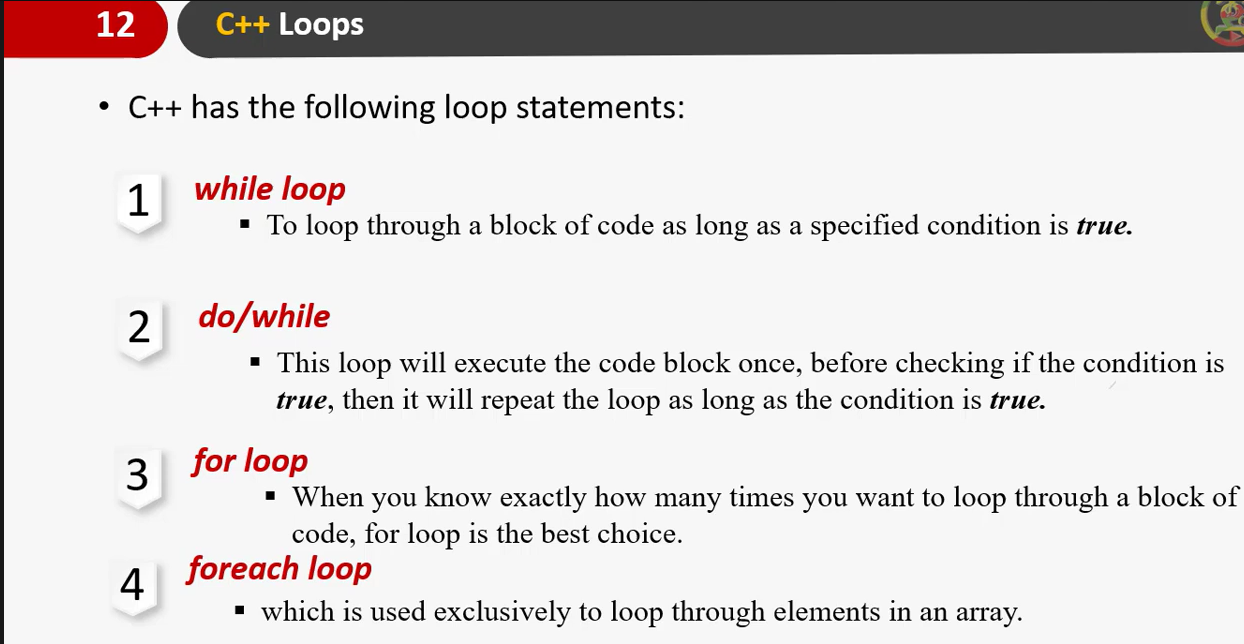 12
C++ Loops
• C++ has the following loop statements:
1
while loop
▪ To loop through a block of code as long as a specified condition is true.
2
do/while
▪ This loop will execute the code block once, before checking if the condition is
true, then it will repeat the loop as long as the condition is true.
3
for loop
▪ When you know exactly how many times you want to loop through a block of
code, for loop is the best choice.
4
foreach loop
▪ which is used exclusively to loop through elements in an array.